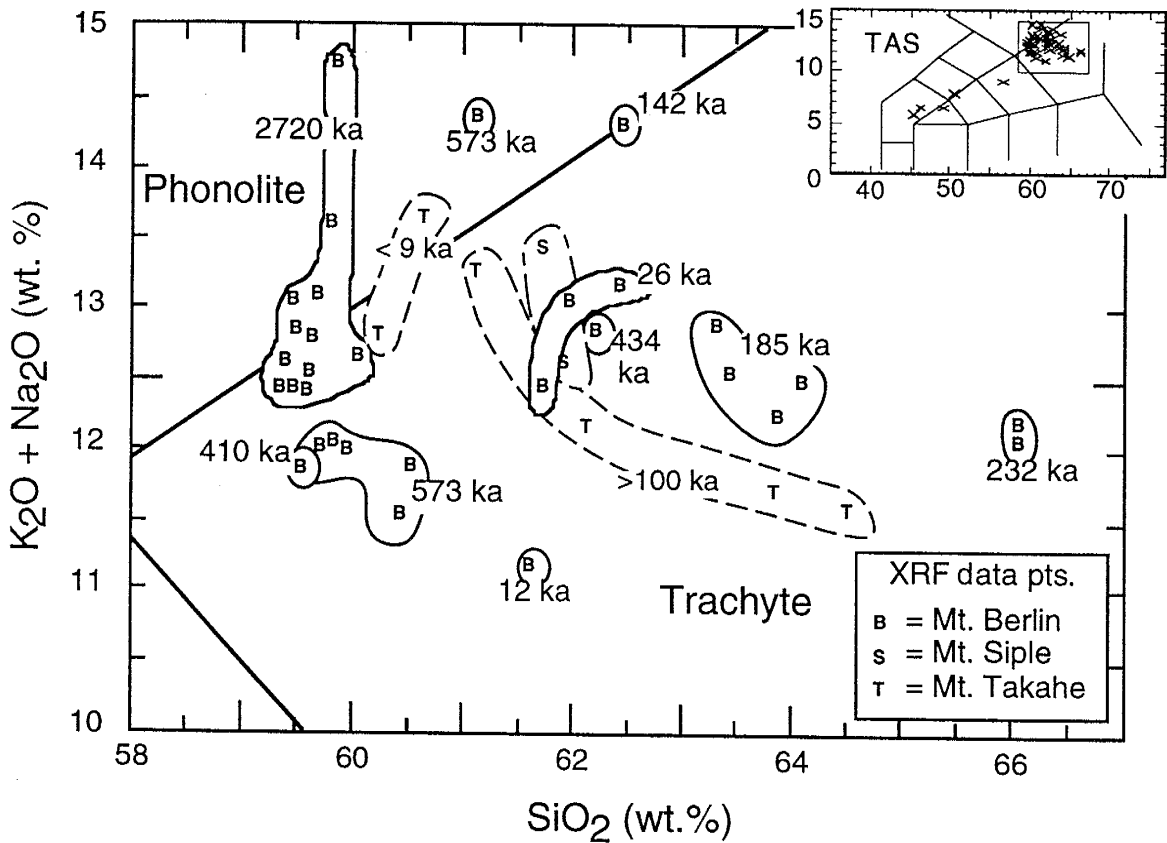 15
14
13
12
11
10
K2O + Na2O (wt. %)
58
60
62
64
66
SiO2 (wt.%)
15
10
5
0
TAS
40
50
60
70
B
2720 ka
B
573 ka
B
142 ka
Phonolite
B
T
< 9 ka
T
S
T
B
B
26 ka
B
B
B
B
T
B
B
434
ka
B
185 ka
B
B
S
B
B
B
B
B
B
B
B
B
T
B
B
232 ka
410 ka
B
B
B
B
B
573 ka
B
>100 ka
T
T
B
12 ka
Trachyte
XRF data pts.
B = Mt. Berlin
S = Mt. Siple
T = Mt. Takahe